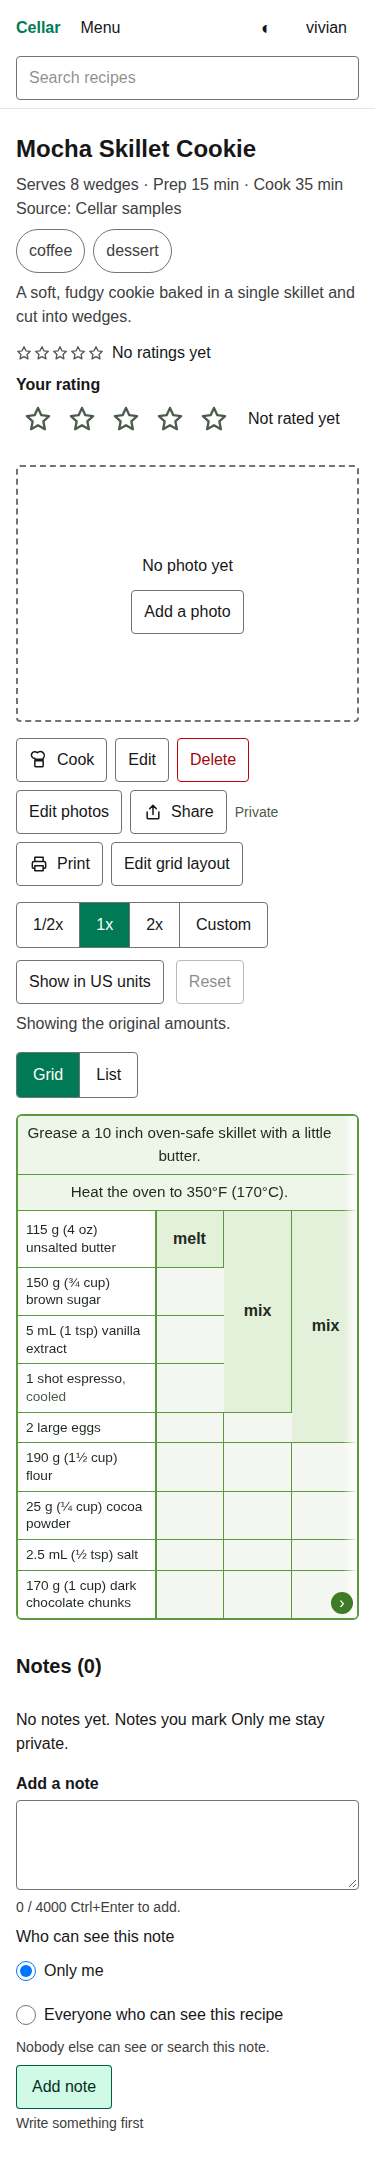 Cellar Menu vivian
Search recipes
Mocha Skillet Cookie
Serves 8 wedges · Prep 15 min · Cook 35 min
Source: Cellar samples
coffee dessert
A soft, fudgy cookie baked in a single skillet and
cut into wedges.
No ratings yet
Your rating
Not rated yet
No photo yet
Add a photo
Cook Edit Delete
Edit photos Share Private
Print Edit grid layout
1/2x 1x 2x Custom
Show in US units Reset
Showing the original amounts.
Grid List
Grease a 10 inch oven-safe skillet with a little
butter.
Heat the oven to 350°F (170°C).
115 g (4 oz)
unsalted butter
melt
mix
mix
150 g (¾ cup)
brown sugar
5 mL (1 tsp) vanilla
extract
1 shot espresso,
cooled
2 large eggs
190 g (1½ cup)
flour
25 g (¼ cup) cocoa
powder
2.5 mL (½ tsp) salt
170 g (1 cup) dark
chocolate chunks
Notes (0)
No notes yet. Notes you mark Only me stay
private.
Add a note
0 / 4000 Ctrl+Enter to add.
Who can see this note
Only me
Everyone who can see this recipe
Nobody else can see or search this note.
Add note
Write something first